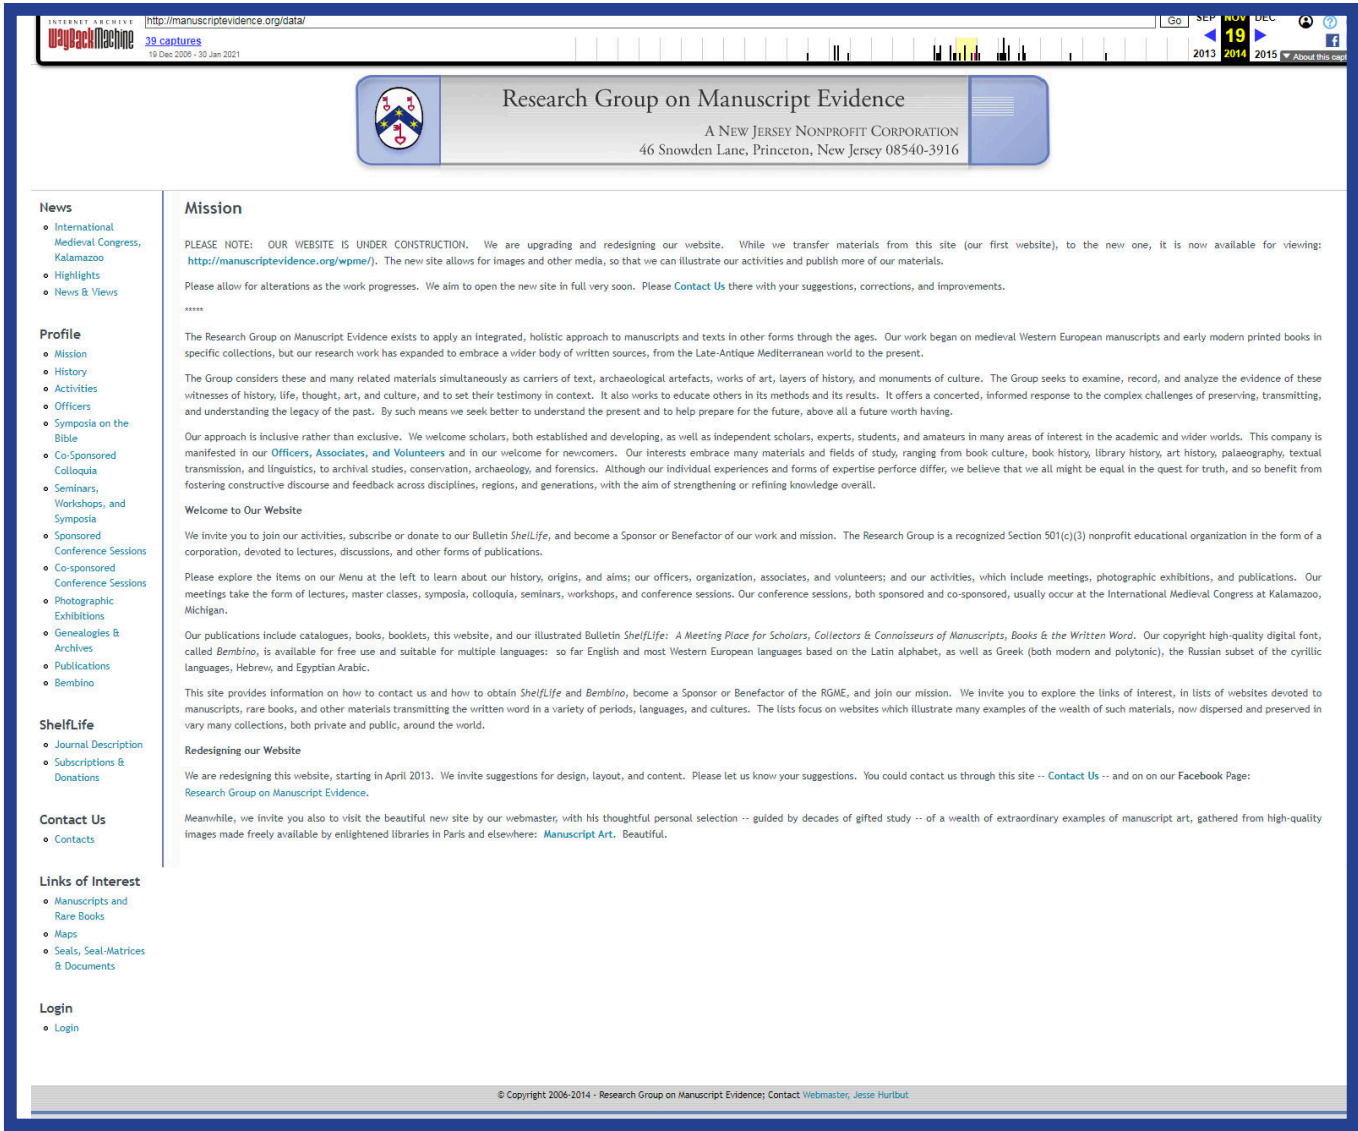 INTERNET ARCHIVE
WayBackMachine
http://manuscriptevidence.org/data/
Go
SEP NOV DEC
39 captures
19
19 Dec 2006 - 30 Jan 2021
2013 2014 2015
About this capt
Research Group on Manuscript Evidence
A New Jersey Nonprofit Corporation
46 Snowden Lane, Princeton, New Jersey 08540-3916
News
International
Medieval Congress,
Kalamazoo
Highlights
News & Views
Profile
Mission
History
Activities
Officers
Symposia on the
Bible
Co-Sponsored
Colloquia
Seminars,
Workshops, and
Symposia
Sponsored
Conference Sessions
Co-sponsored
Conference Sessions
Photographic
Exhibitions
Genealogies &
Archives
Publications
Bembino
ShelfLife
Journal Description
Subscriptions &
Donations
Contact Us
Contacts
Links of Interest
Manuscripts and
Rare Books
Maps
Seals, Seal-Matrices
& Documents
Login
Login
Mission
PLEASE NOTE: OUR WEBSITE IS UNDER CONSTRUCTION. We are upgrading and redesigning our website. While we transfer materials from this site (our first website), to the new one, it is now available for viewing:
http://manuscriptevidence.org/wpme/). The new site allows for images and other media, so that we can illustrate our activities and publish more of our materials.
Please allow for alterations as the work progresses. We aim to open the new site in full very soon. Please Contact Us there with your suggestions, corrections, and improvements.
*****
The Research Group on Manuscript Evidence exists to apply an integrated, holistic approach to manuscripts and texts in other forms through the ages. Our work began on medieval Western European manuscripts and early modern printed books in
specific collections, but our research work has expanded to embrace a wider body of written sources, from the Late-Antique Mediterranean world to the present.
The Group considers these and many related materials simultaneously as carriers of text, archaeological artefacts, works of art, layers of history, and monuments of culture. The Group seeks to examine, record, and analyze the evidence of these
witnesses of history, life, thought, art, and culture, and to set their testimony in context. It also works to educate others in its methods and its results. It offers a concerted, informed response to the complex challenges of preserving, transmitting,
and understanding the legacy of the past. By such means we seek better to understand the present and to help prepare for the future, above all a future worth having.
Our approach is inclusive rather than exclusive. We welcome scholars, both established and developing, as well as independent scholars, experts, students, and amateurs in many areas of interest in the academic and wider worlds. This company is
manifested in our Officers, Associates, and Volunteers and in our welcome for newcomers. Our interests embrace many materials and fields of study, ranging from book culture, book history, library history, art history, palaeography, textual
transmission, and linguistics, to archival studies, conservation, archaeology, and forensics. Although our individual experiences and forms of expertise perforce differ, we believe that we all might be equal in the quest for truth, and so benefit from
fostering constructive discourse and feedback across disciplines, regions, and generations, with the aim of strengthening or refining knowledge overall.
Welcome to Our Website
We invite you to join our activities, subscribe or donate to our Bulletin ShelfLife, and become a Sponsor or Benefactor of our work and mission. The Research Group is a recognized Section 501(c)(3) nonprofit educational organization in the form of a
corporation, devoted to lectures, discussions, and other forms of publications.
Please explore the items on our Menu at the left to learn about our history, origins, and aims; our officers, organization, associates, and volunteers; and our activities, which include meetings, photographic exhibitions, and publications. Our
meetings take the form of lectures, master classes, symposia, colloquia, seminars, workshops, and conference sessions. Our conference sessions, both sponsored and co-sponsored, usually occur at the International Medieval Congress at Kalamazoo,
Michigan.
Our publications include catalogues, books, booklets, this website, and our illustrated Bulletin ShelfLife: A Meeting Place for Scholars, Collectors & Connoisseurs of Manuscripts, Books & the Written Word. Our copyright high-quality digital font,
called Bembino, is available for free use and suitable for multiple languages: so far English and most Western European languages based on the Latin alphabet, as well as Greek (both modern and polytonic), the Russian subset of the cyrillic
languages, Hebrew, and Egyptian Arabic.
This site provides information on how to contact us and how to obtain ShelfLife and Bembino, become a Sponsor or Benefactor of the RGME, and join our mission. We invite you to explore the links of interest, in lists of websites devoted to
manuscripts, rare books, and other materials transmitting the written word in a variety of periods, languages, and cultures. The lists focus on websites which illustrate many examples of the wealth of such materials, now dispersed and preserved in
vary many collections, both private and public, around the world.
Redesigning our Website
We are redesigning this website, starting in April 2013. We invite suggestions for design, layout, and content. Please let us know your suggestions. You could contact us through this site -- Contact Us -- and on on our Facebook Page:
Research Group on Manuscript Evidence.
Meanwhile, we invite you also to visit the beautiful new site by our webmaster, with his thoughtful personal selection -- guided by decades of gifted study -- of a wealth of extraordinary examples of manuscript art, gathered from high-quality
images made freely available by enlightened libraries in Paris and elsewhere: Manuscript Art. Beautiful.
© Copyright 2006-2014 - Research Group on Manuscript Evidence; Contact Webmaster, Jesse Hurlbut